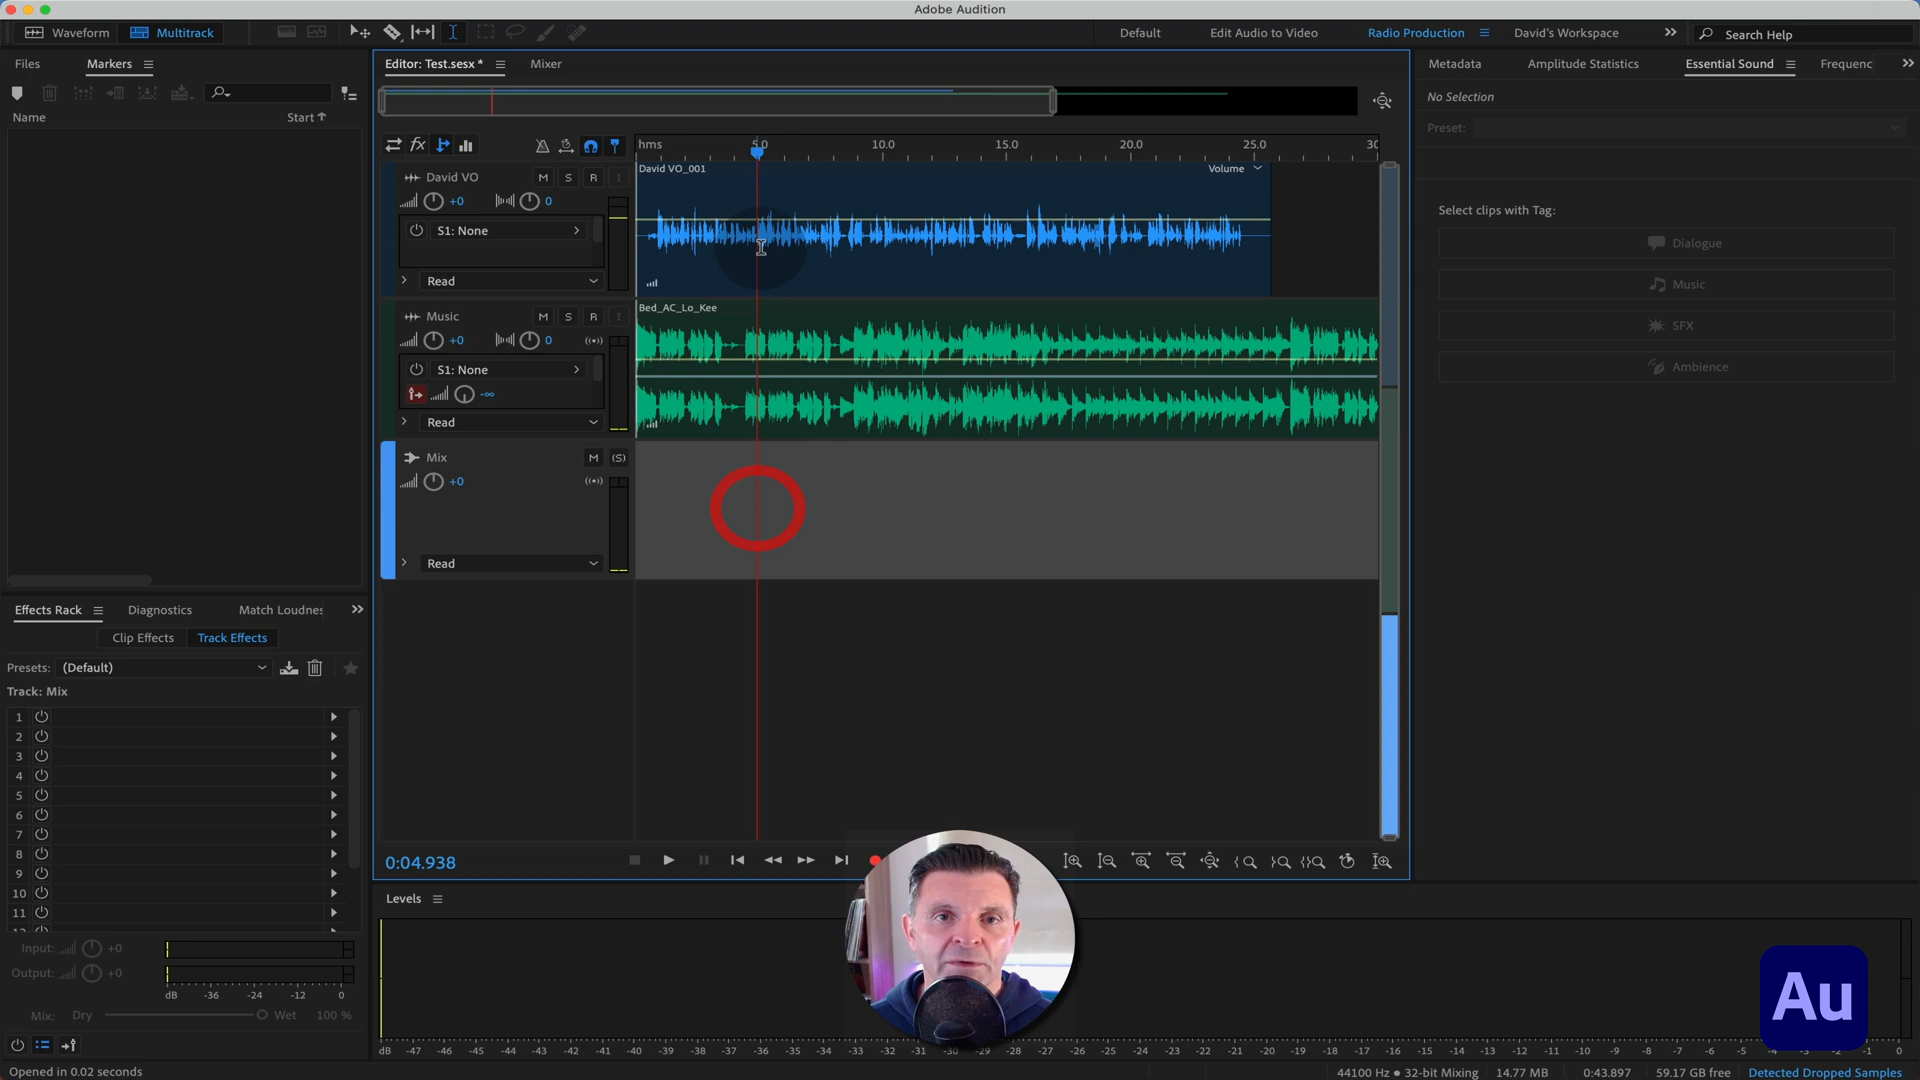 Adobe Audition
Waveform
Multitrack
Default
Edit Audio to Video
Radio Production
David's Workspace
Search Help
Files
Markers
Name
Start
Editor: Test.sesx *
Mixer
hms
5.0
10.0
15.0
20.0
25.0
30
David VO
M S R I
+0
0
S1: None
Read
David VO_001
Volume
Music
M S R I
+0
0
S1: None
-∞
Read
Bed_AC_Lo_Kee
Mix
M (S)
+0
Read
0:04.938
Metadata
Amplitude Statistics
Essential Sound
Frequenc
No Selection
Preset:
Select clips with Tag:
Dialogue
Music
SFX
Ambience
Effects Rack
Diagnostics
Match Loudnes
Clip Effects
Track Effects
Presets:
(Default)
Track: Mix
1
2
3
4
5
6
7
8
9
10
11
Input:
+0
Output:
+0
dB -36 -24 -12 0
Mix:
Dry
Wet
100 %
Levels
dB -47 -46 -45 -44 -43 -42 -41 -40 -39 -38 -37 -36 -35 -34 -33 -32 -31 -30 -29 -28 -27 -26 -25 -24 -23 -22 -21 -20 -19 -18 -17 -16 -15 -14 -13 -12 -11 -10 -9 -8 -7 -6 -5 -4 -3 -2 -1 0
Au
Opened in 0.02 seconds
44100 Hz ● 32-bit Mixing
14.77 MB
0:43.897
59.17 GB free
Detected Dropped Samples